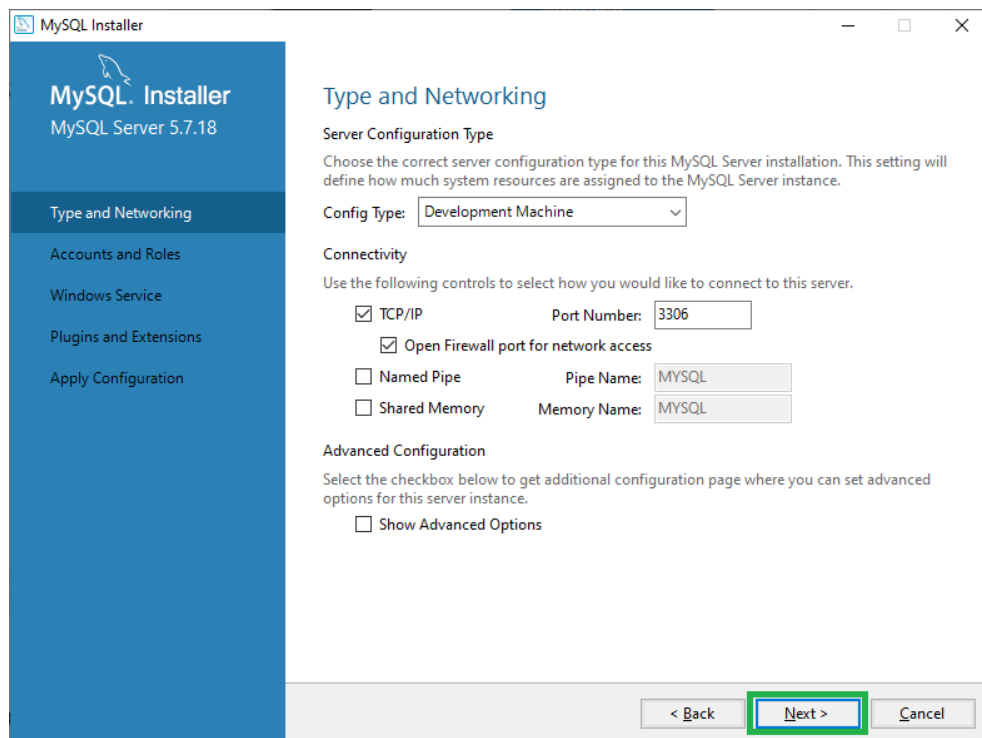 MySQL Installer
MySQL. Installer
MySQL Server 5.7.18
Type and Networking
Accounts and Roles
Windows Service
Plugins and Extensions
Apply Configuration
Type and Networking
Server Configuration Type
Choose the correct server configuration type for this MySQL Server installation. This setting will
define how much system resources are assigned to the MySQL Server instance.
Config Type: Development Machine
Connectivity
Use the following controls to select how you would like to connect to this server.
TCP/IP Port Number: 3306
Open Firewall port for network access
Named Pipe Pipe Name: MYSQL
Shared Memory Memory Name: MYSQL
Advanced Configuration
Select the checkbox below to get additional configuration page where you can set advanced
options for this server instance.
Show Advanced Options
< Back Next > Cancel